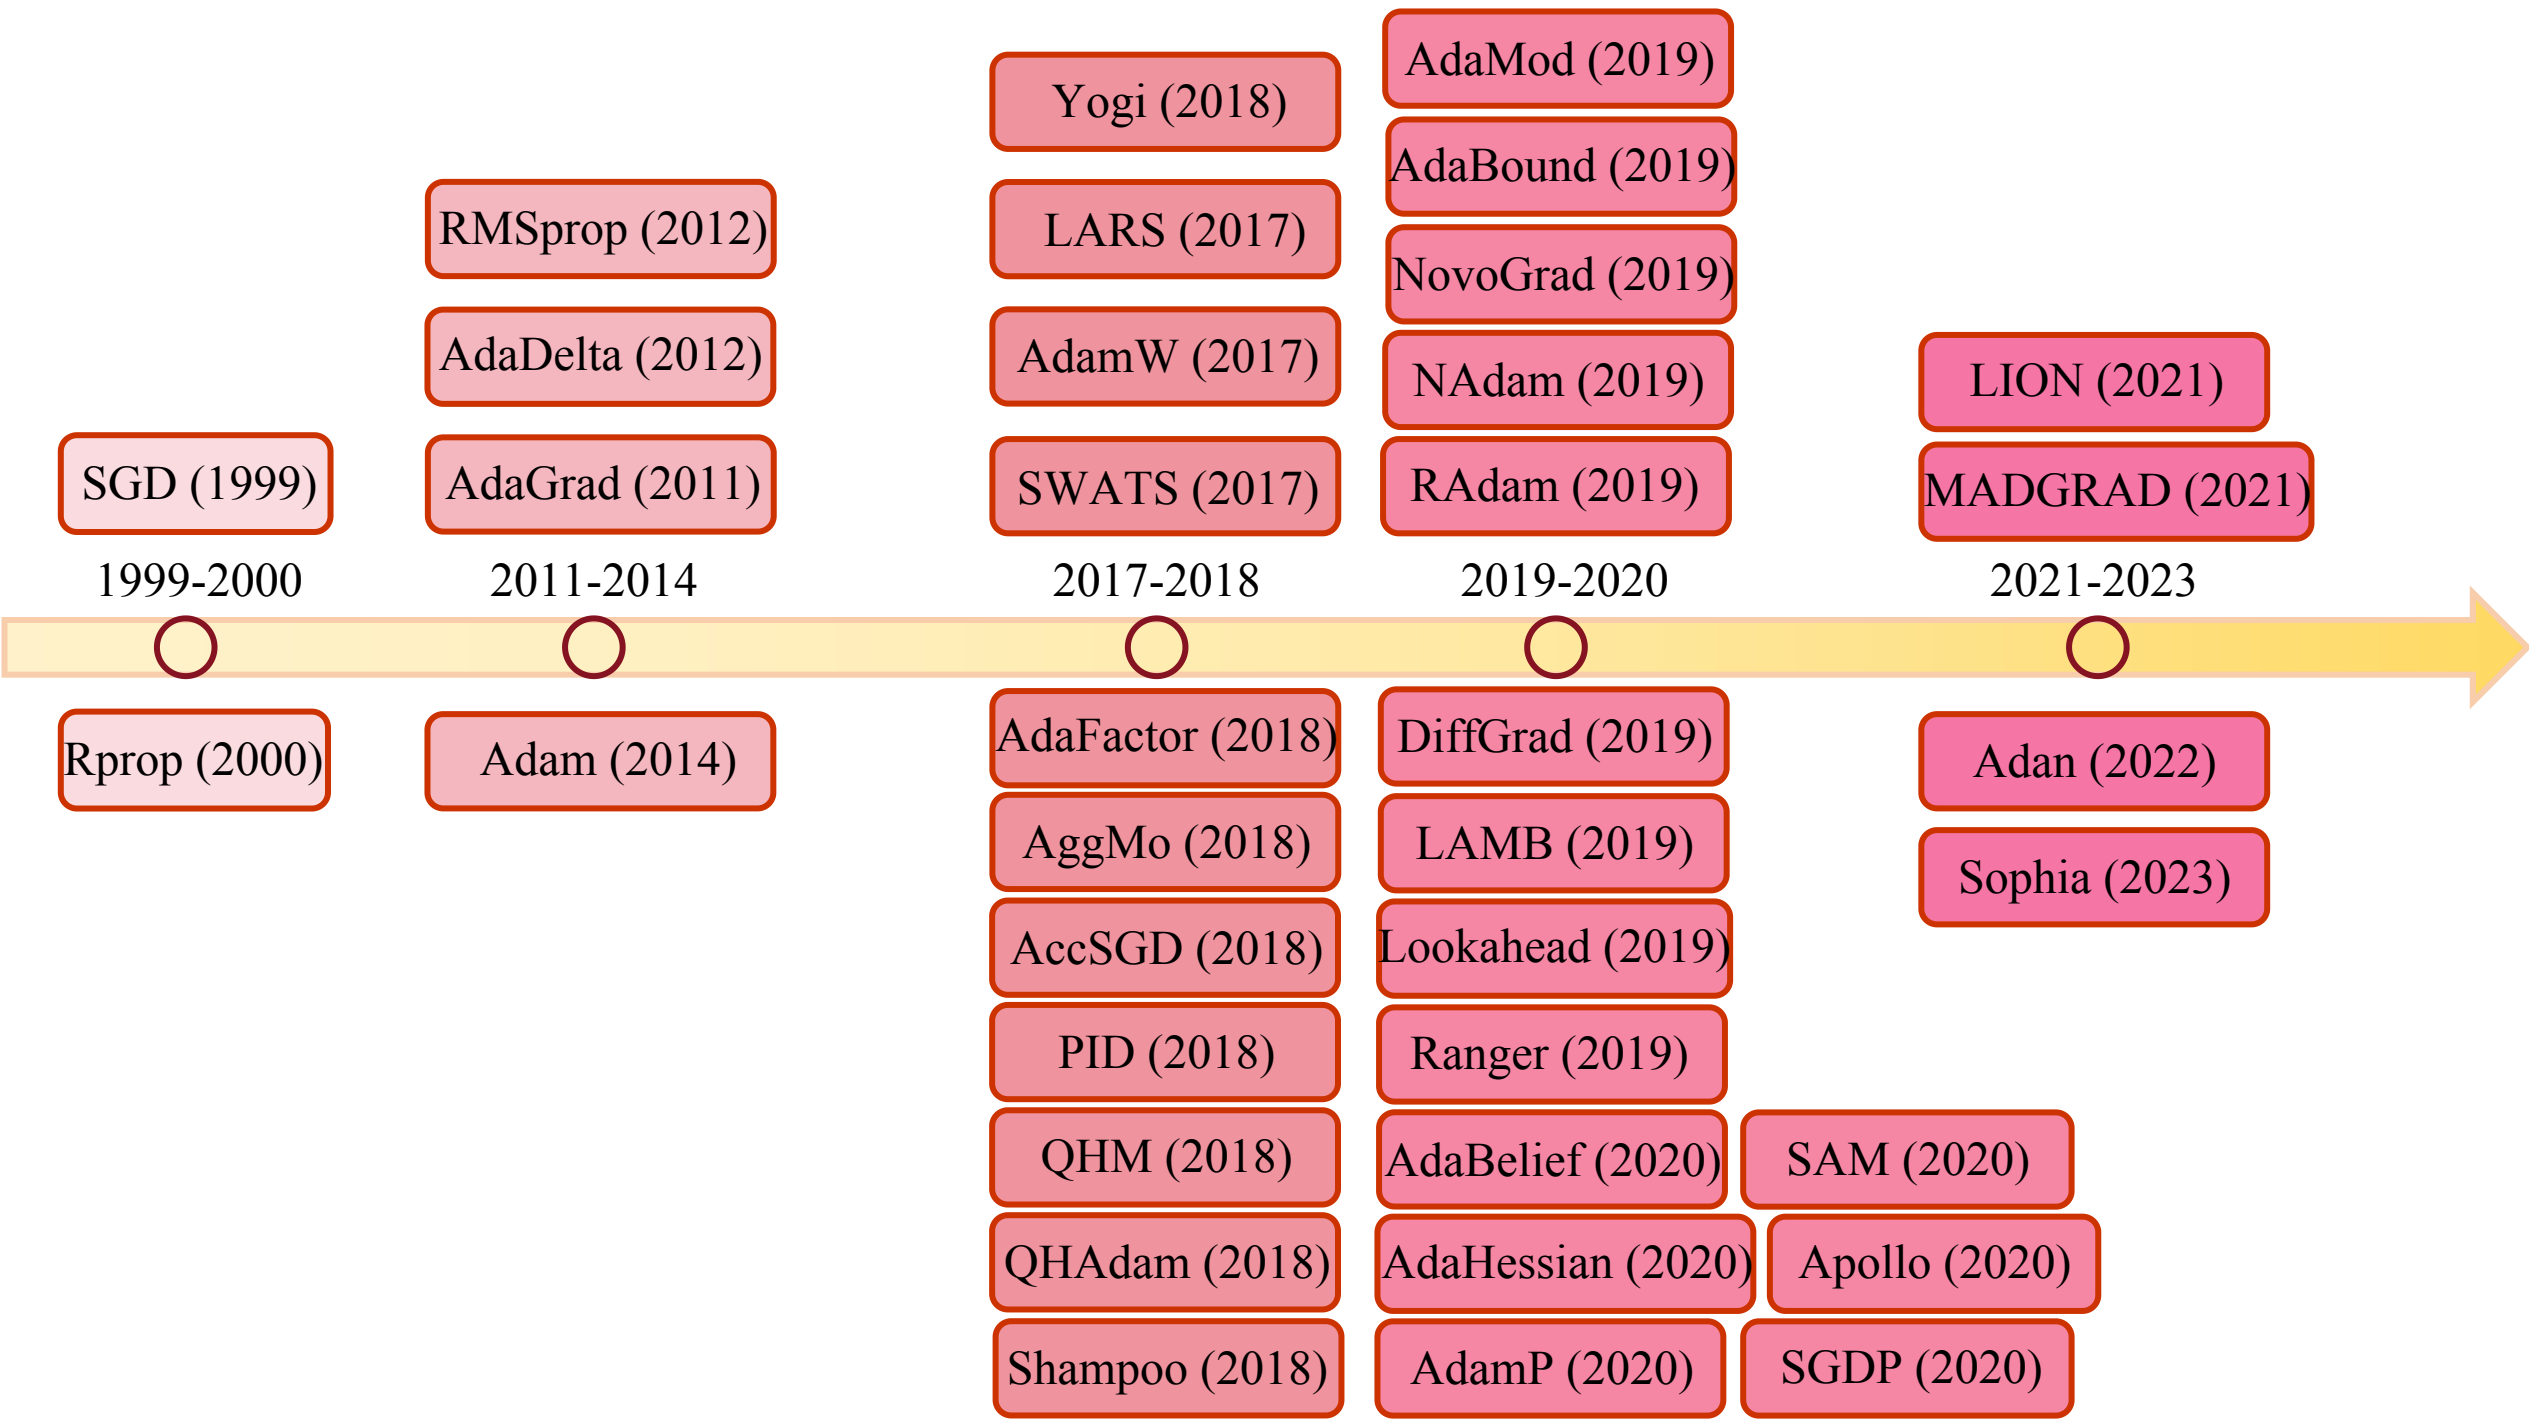 SGD (1999)
1999-2000
Rprop (2000)
RMSprop (2012)
AdaDelta (2012)
AdaGrad (2011)
2011-2014
Adam (2014)
Yogi (2018)
LARS (2017)
AdamW (2017)
SWATS (2017)
2017-2018
AdaFactor (2018)
AggMo (2018)
AccSGD (2018)
PID (2018)
QHM (2018)
QHAdam (2018)
Shampoo (2018)
AdaMod (2019)
AdaBound (2019)
NovoGrad (2019)
NAdam (2019)
RAdam (2019)
2019-2020
DiffGrad (2019)
LAMB (2019)
Lookahead (2019)
Ranger (2019)
AdaBelief (2020)
AdaHessian (2020)
AdamP (2020)
SAM (2020)
Apollo (2020)
SGDP (2020)
LION (2021)
MADGRAD (2021)
2021-2023
Adan (2022)
Sophia (2023)